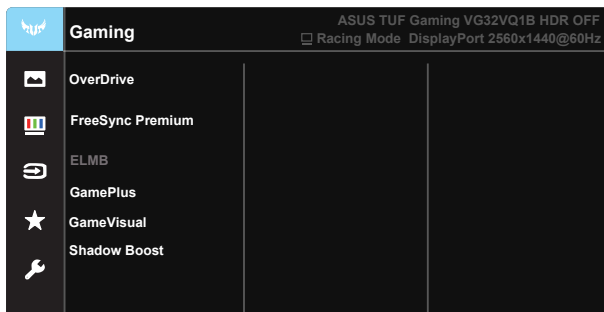 ASUS TUF Gaming VG32VQ1B HDR OFF
Gaming
Racing Mode DisplayPort 2560x1440@60Hz
OverDrive
FreeSync Premium
ELMB
GamePlus
GameVisual
Shadow Boost